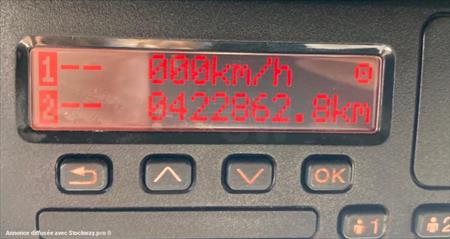 1 -- 000km/h
2 -- 0422862.8km
OK
1 2
Annonce diffusée avec Stockway.pro ®